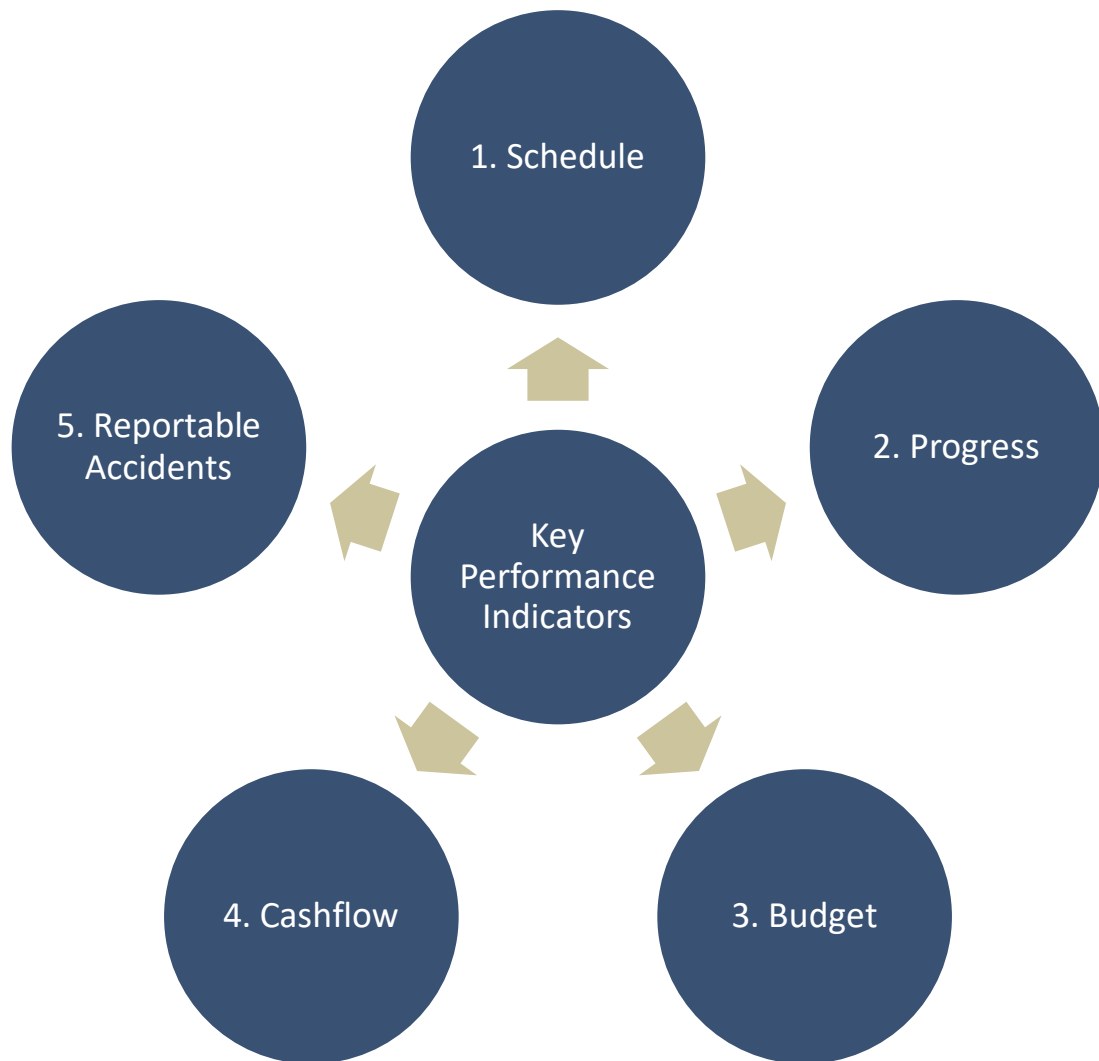 1. Schedule
5. Reportable
Accidents
2. Progress
Key
Performance
Indicators
4. Cashflow
3. Budget